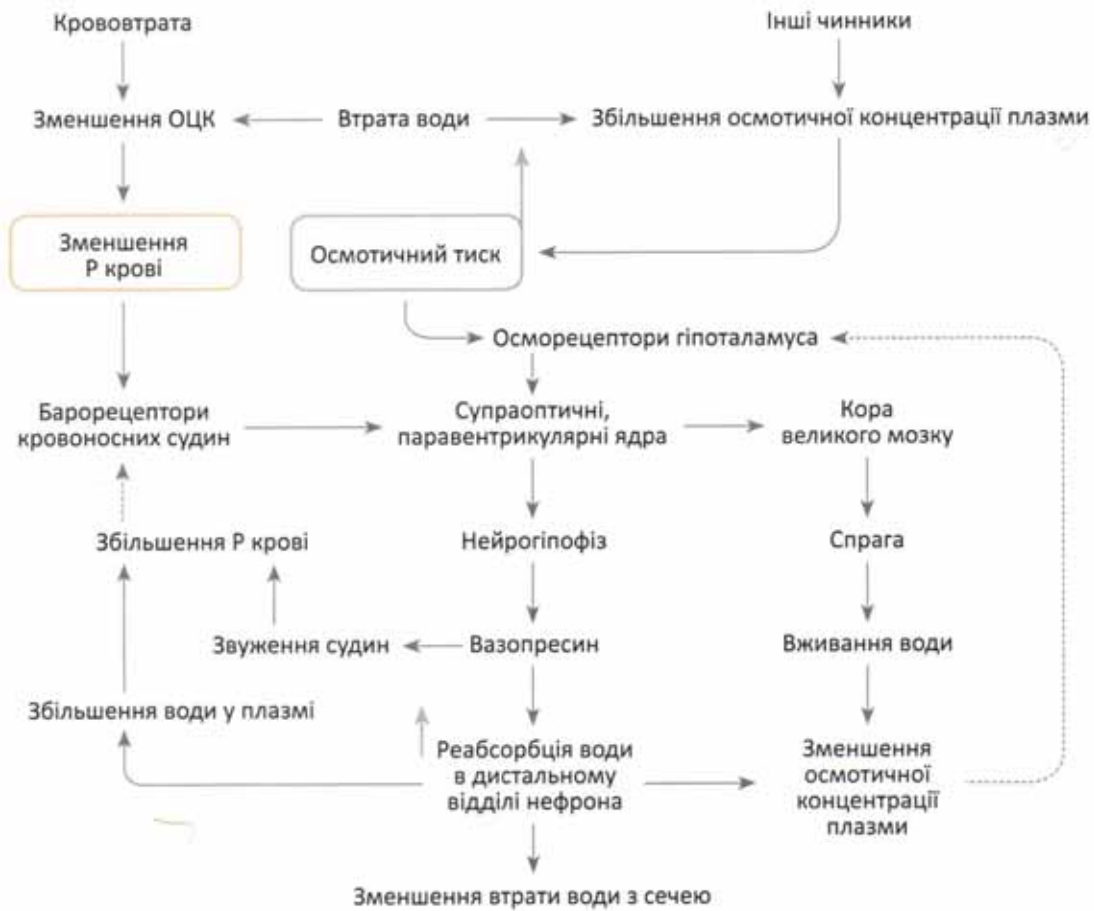 Крововтрата
Інші чинники
Зменшення ОЦК
Втрата води
Збільшення осмотичної концентрації плазми
Зменшення
Р крові
Осмотичний тиск
Осморецептори гіпоталамуса
Барорецептори
кровоносних судин
Супраоптичні,
паравентрикулярні ядра
Кора
великого мозку
Збільшення Р крові
Нейрогіпофіз
Спрага
Звуження судин
Вазопресин
Вживання води
Збільшення води у плазмі
Реабсорбція води
в дистальному
відділі нефрона
Зменшення
осмотичної
концентрації
плазми
Зменшення втрати води з сечею